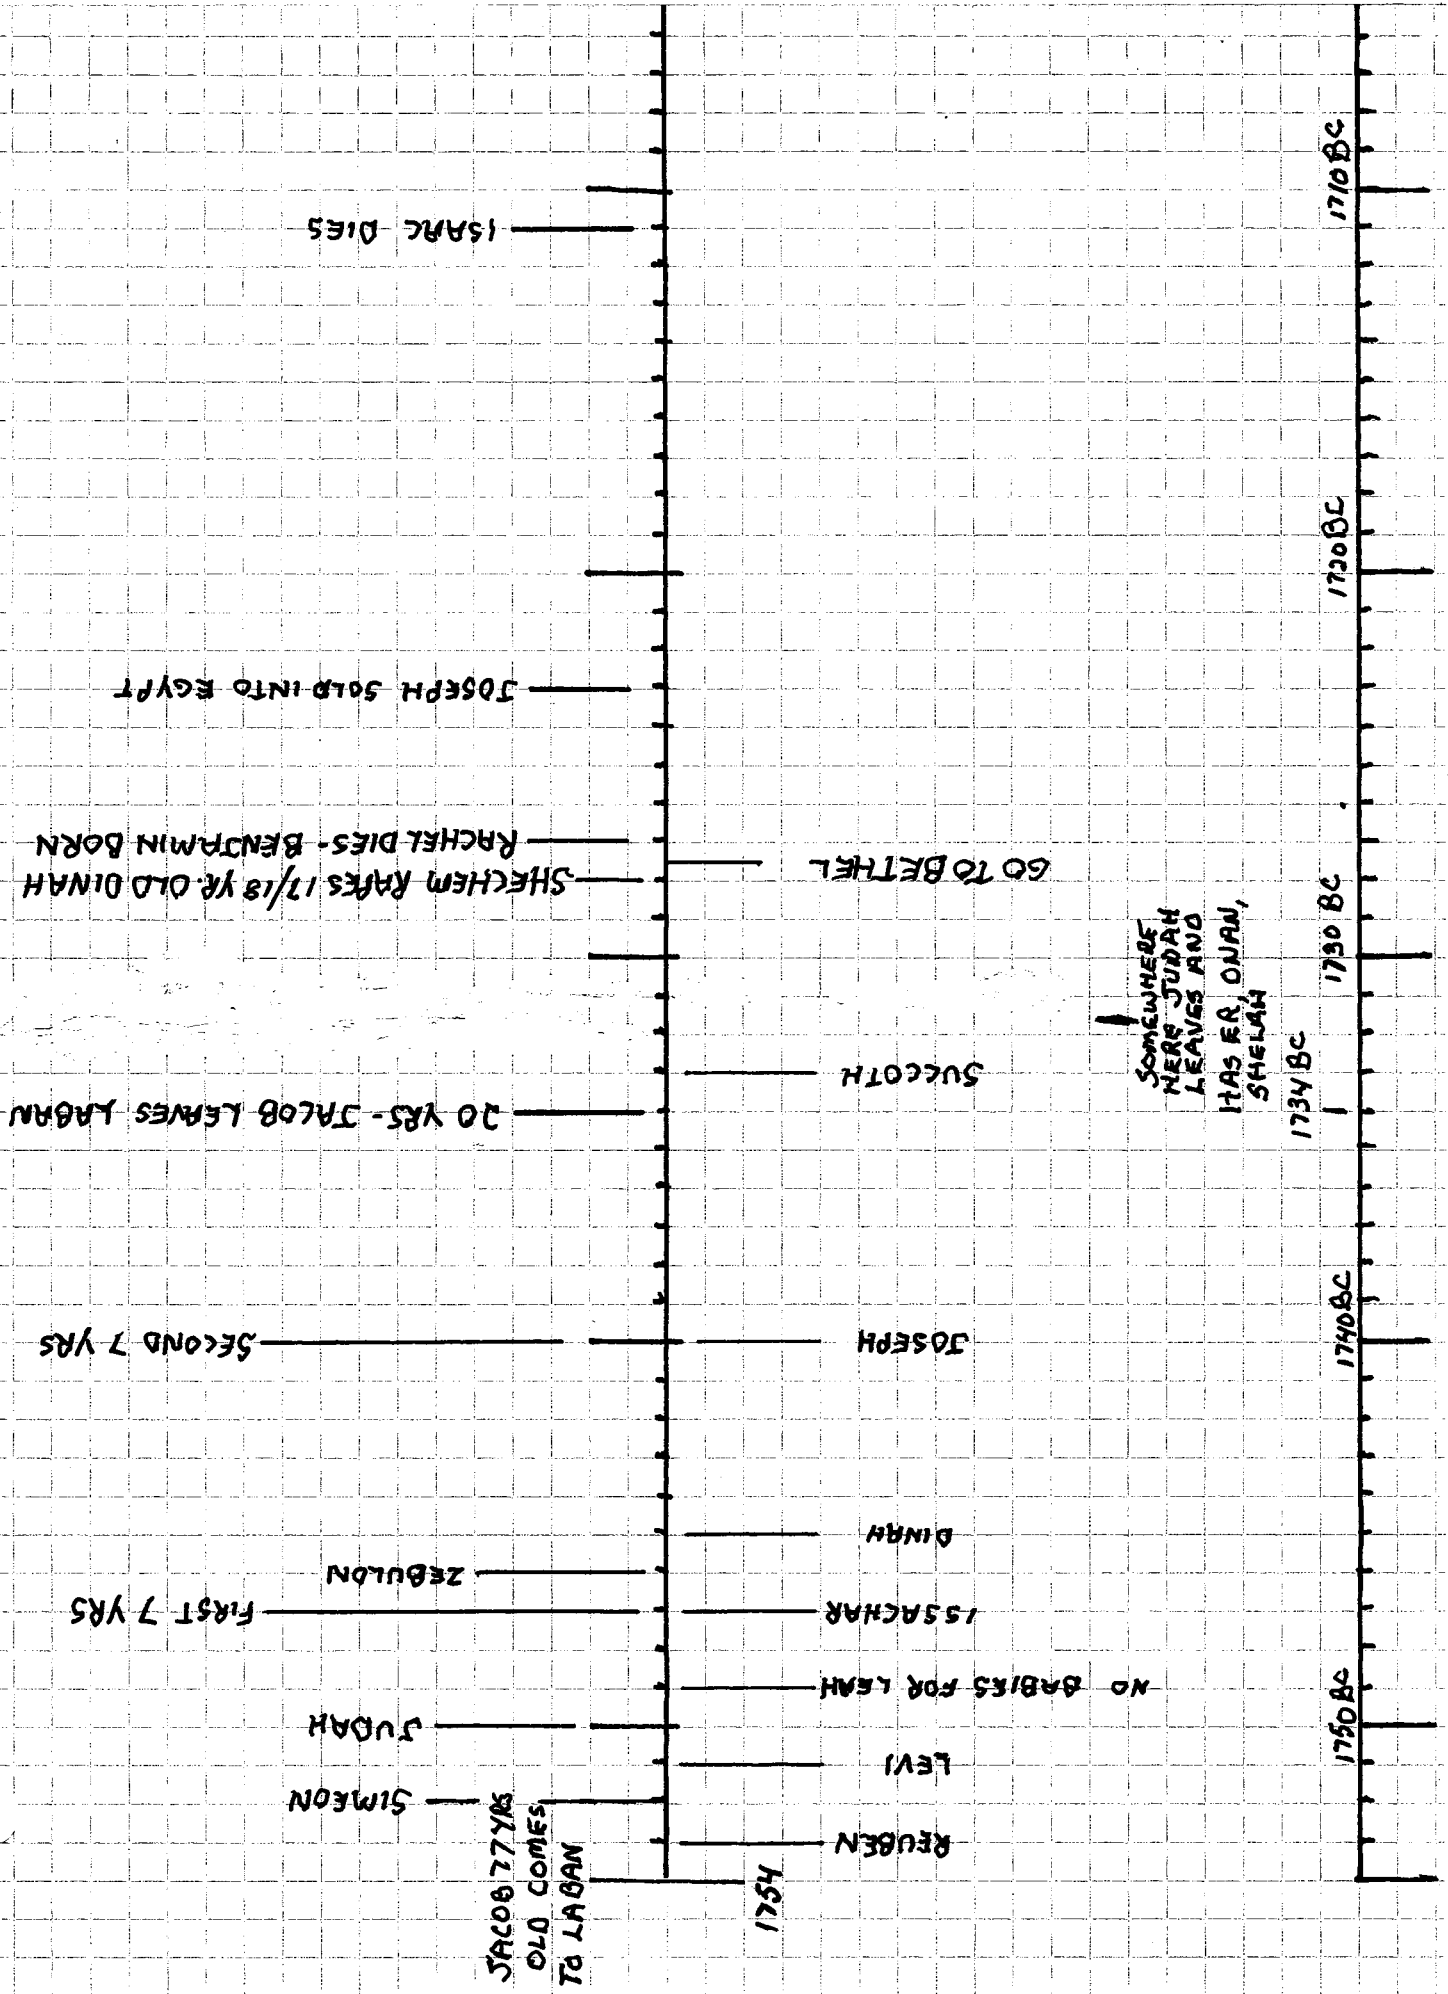 JACOB 77 YRS
OLD COMES
TO LABAN
1754
REUBEN
SIMEON
LEVI
JUDAH
1750 BC
NO BABIES FOR LEAH
FIRST 7 YRS
ISSACHAR
ZEBULON
DINAH
SECOND 7 YRS
JOSEPH
1740 BC
20 YRS - JACOB LEAVES LABAN
1734 BC
SUCCOTH
SOMEWHERE
HERE JUDAH
LEAVES AND
HAS ER, ONAN,
SHELAH
1730 BC
SHECHEM RAPES 17/18 YR OLD DINAH
GO TO BETHEL
RACHEL DIES - BENJAMIN BORN
JOSEPH SOLD INTO EGYPT
1720 BC
ISAAC DIES
1710 BC